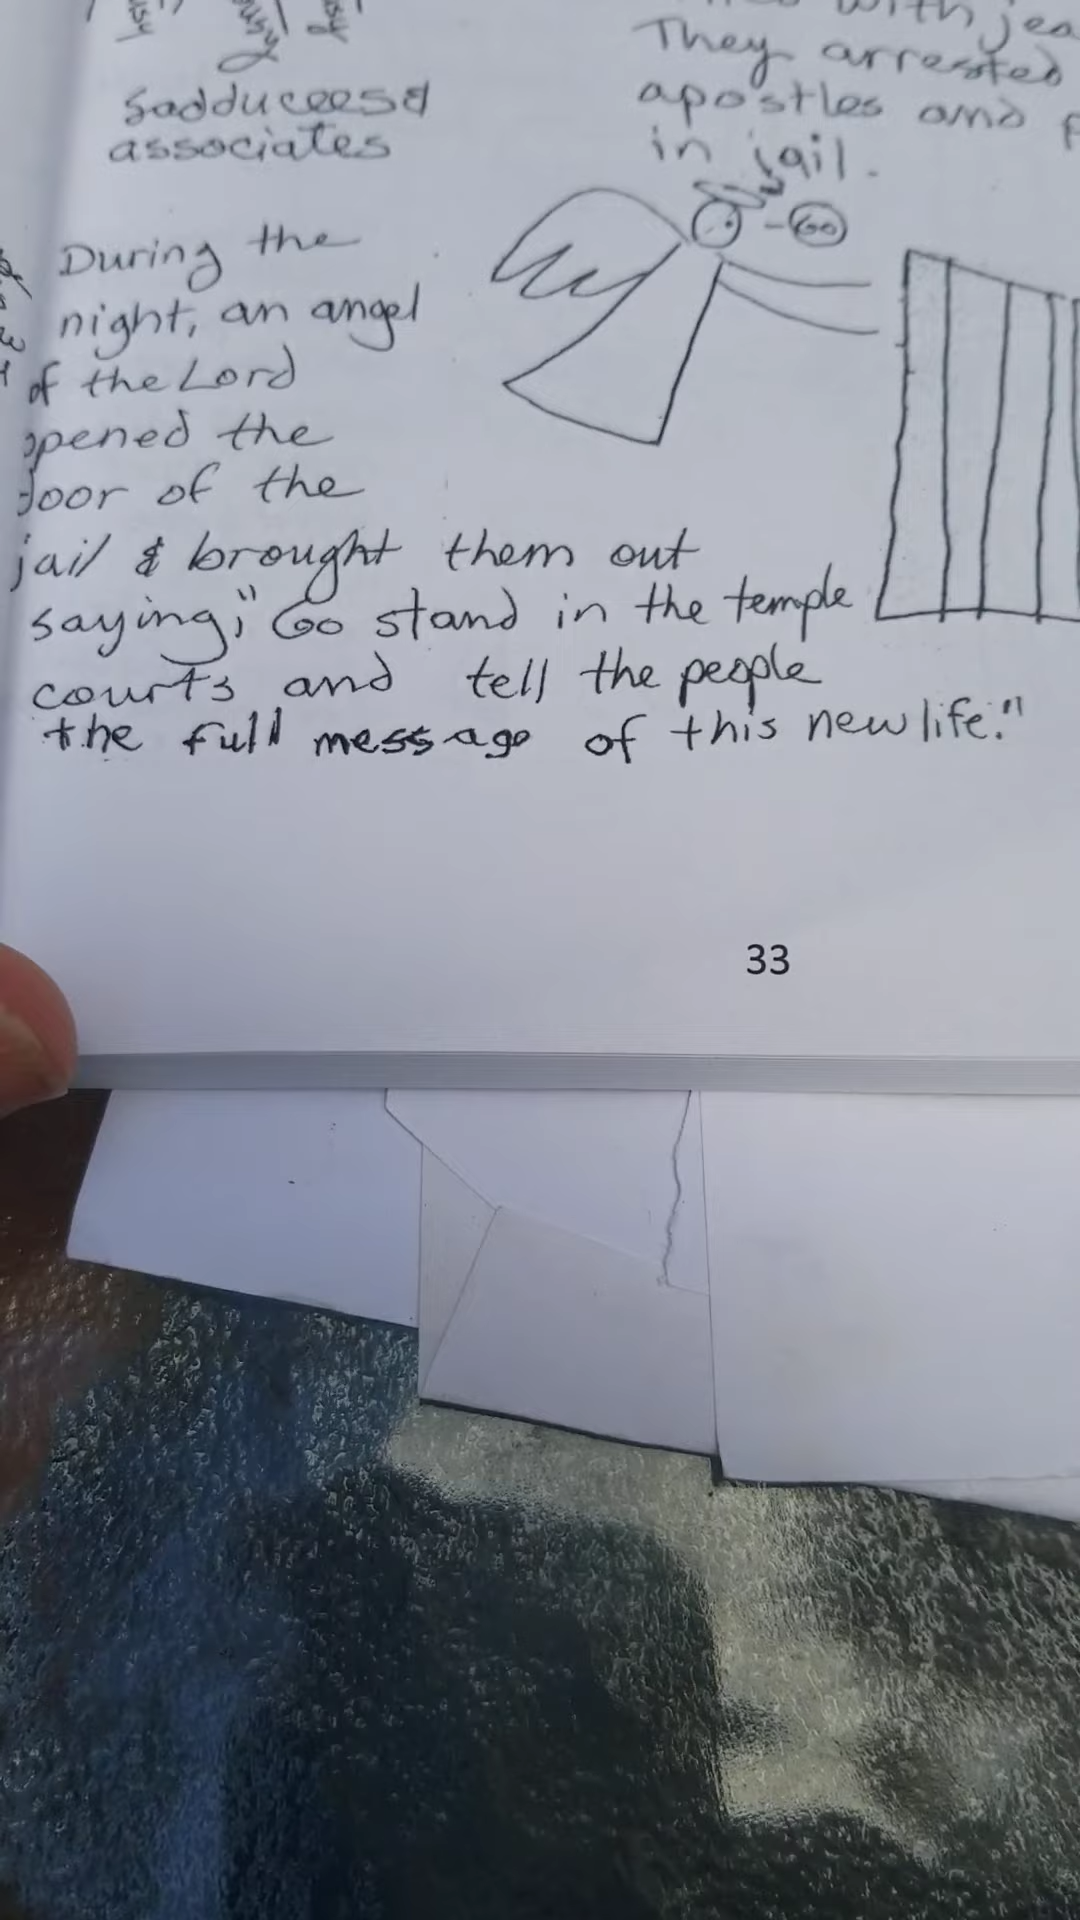 with
They arrested
apostles and
in jail.
Sadducees &
associates
- Go
During the
night, an angel
of the Lord
opened the
door of the
jail & brought them out
saying, "Go stand in the temple
courts and tell the people
the full message of this new life."
33